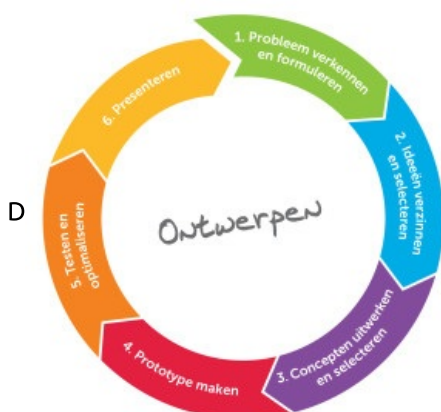 1. Probleem verkennen
en formuleren
2. Ideeën verzinnen
en selecteren
3. Concepten uitwerken
en selecteren
4. Prototype maken
5. Testen en
optimaliseren
6. Presenteren
D
Ontwerpen